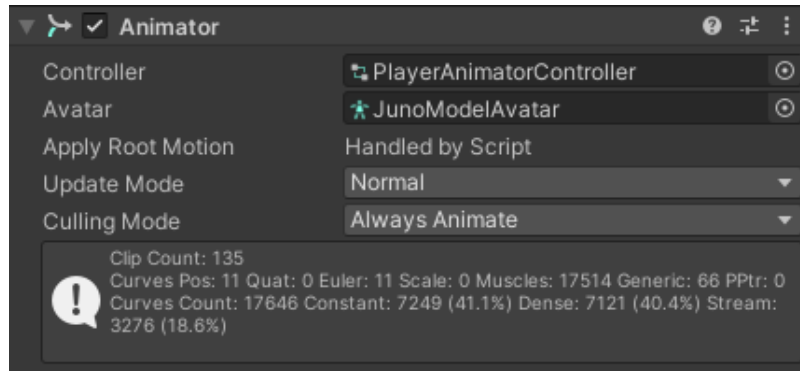 Animator
Controller PlayerAnimatorController
Avatar JunoModelAvatar
Apply Root Motion Handled by Script
Update Mode Normal
Culling Mode Always Animate
Clip Count: 135
Curves Pos: 11 Quat: 0 Euler: 11 Scale: 0 Muscles: 17514 Generic: 66 PPtr: 0
Curves Count: 17646 Constant: 7249 (41.1%) Dense: 7121 (40.4%) Stream:
3276 (18.6%)